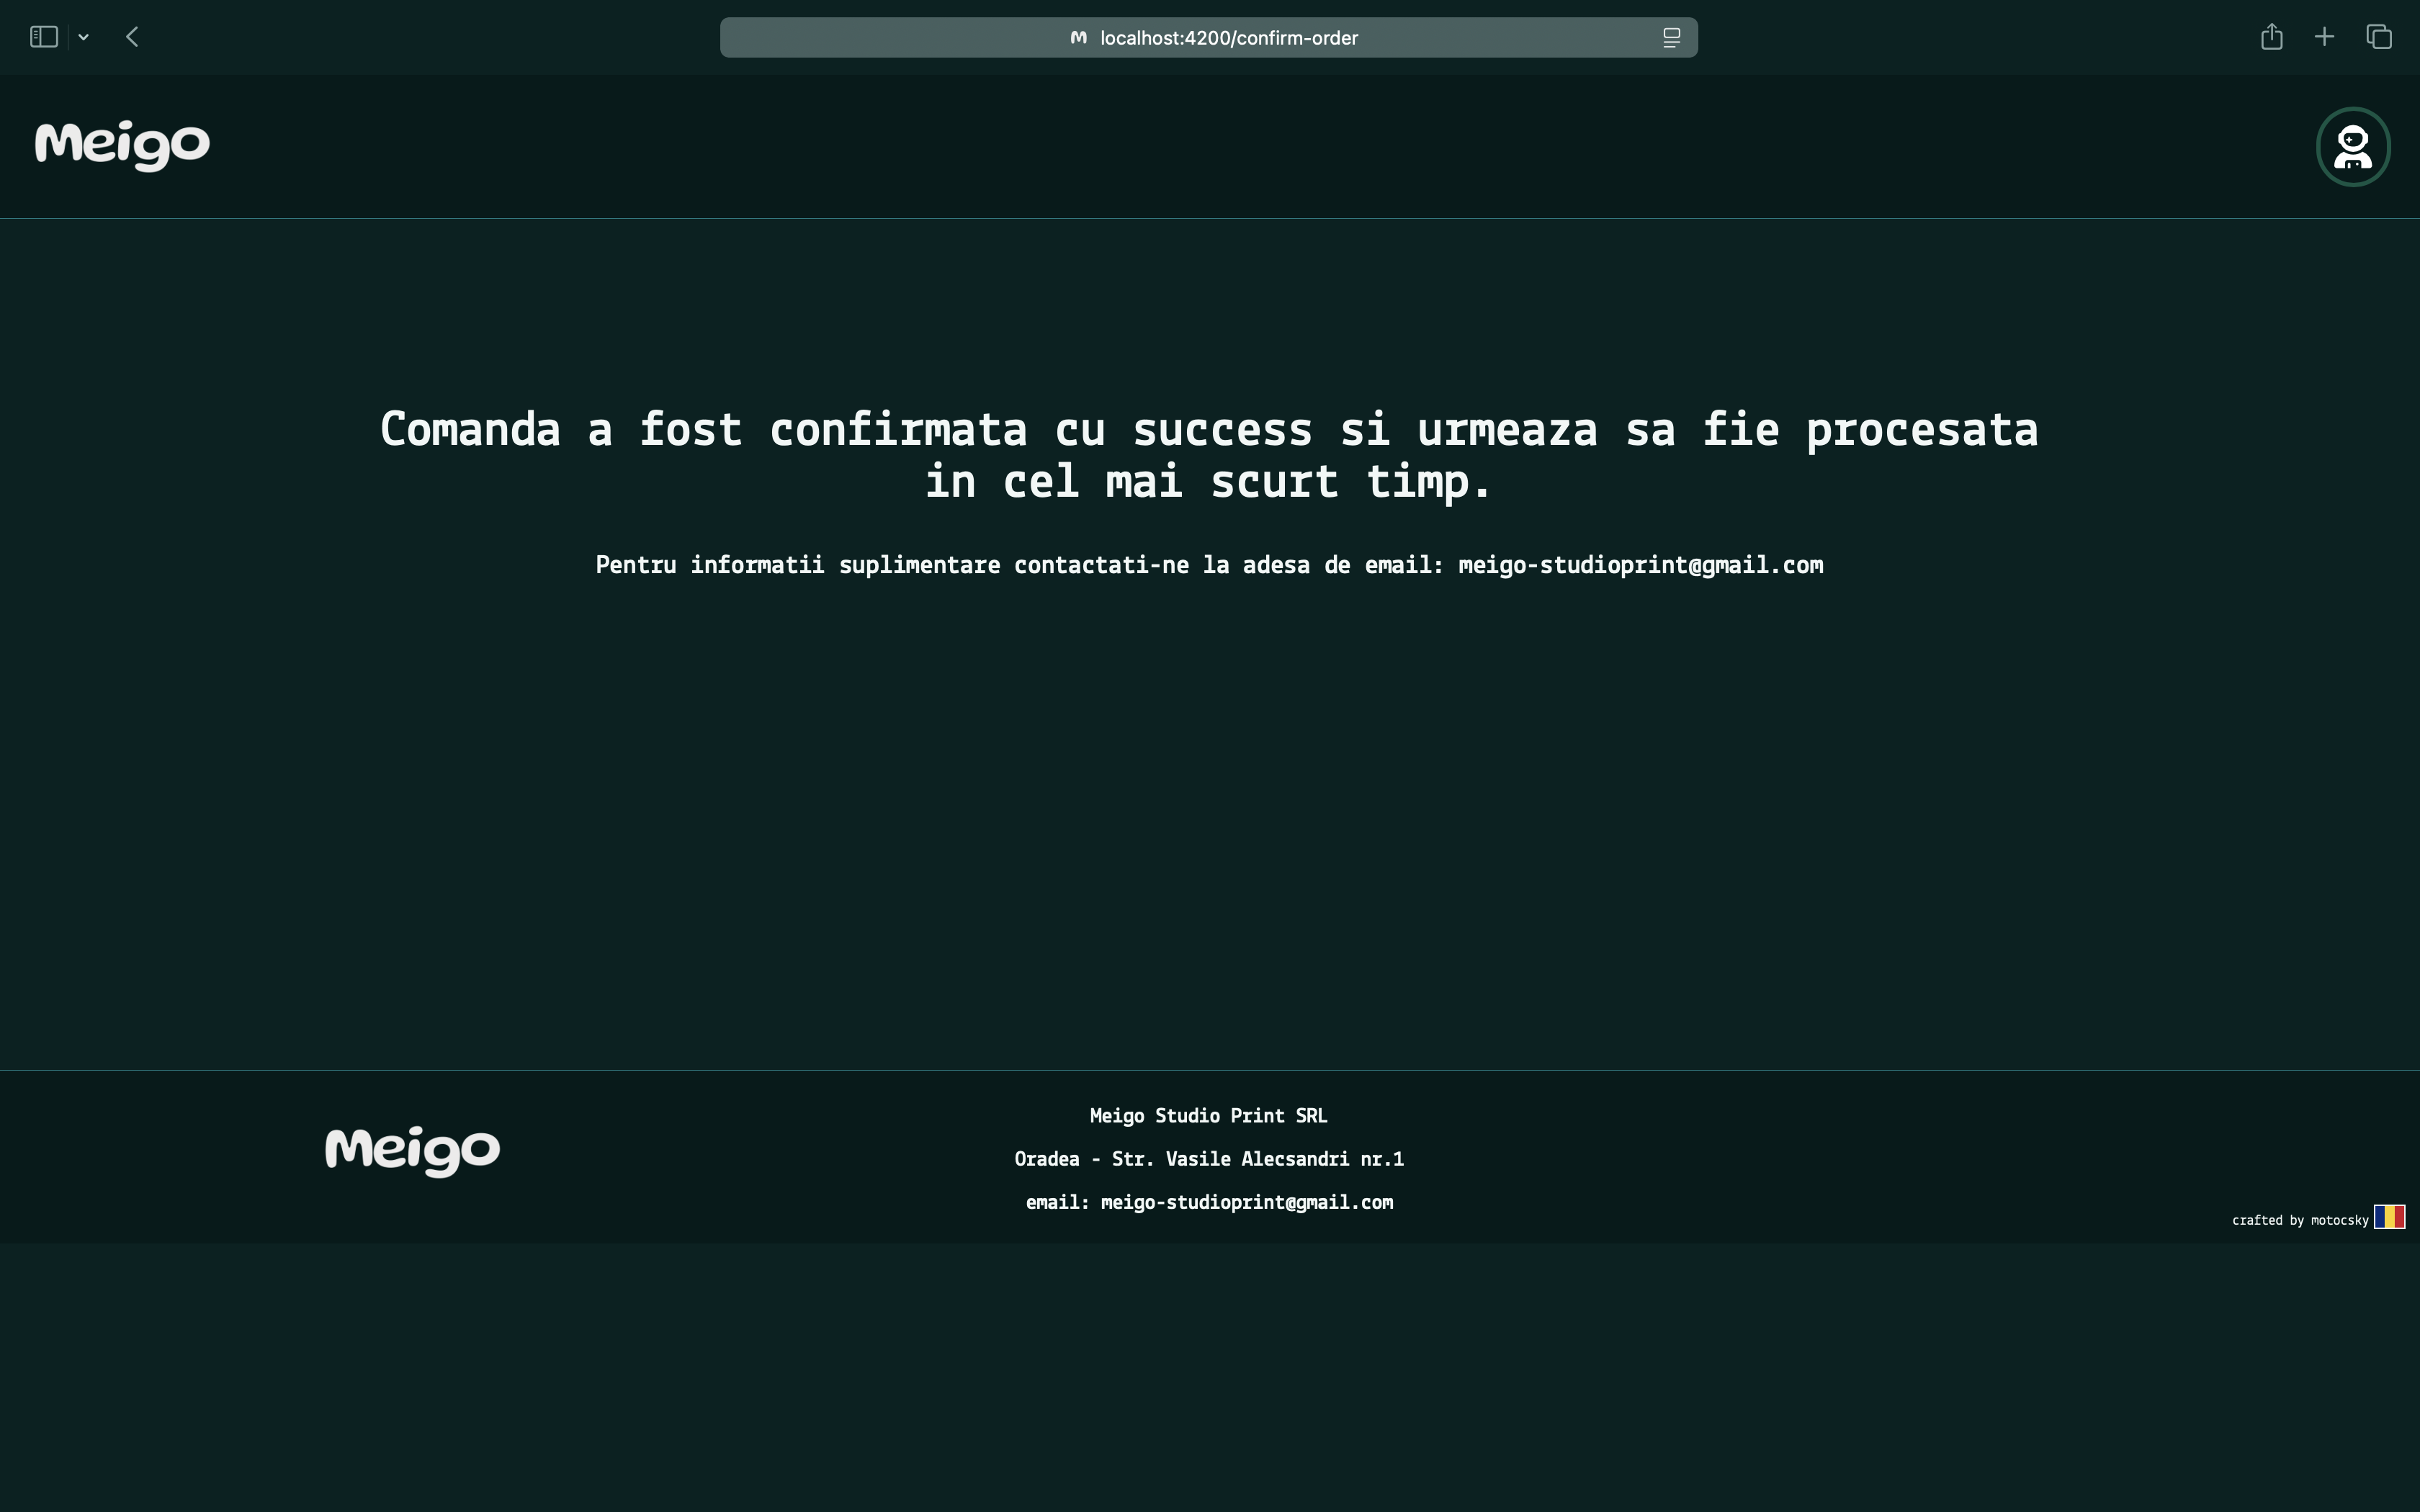 localhost:4200/confirm-order
Meigo
Comanda a fost confirmata cu success si urmeaza sa fie procesata
in cel mai scurt timp.
Pentru informatii suplimentare contactati-ne la adesa de email: meigo-studioprint@gmail.com
Meigo
Meigo Studio Print SRL
Oradea - Str. Vasile Alecsandri nr.1
email: meigo-studioprint@gmail.com
crafted by motocsky